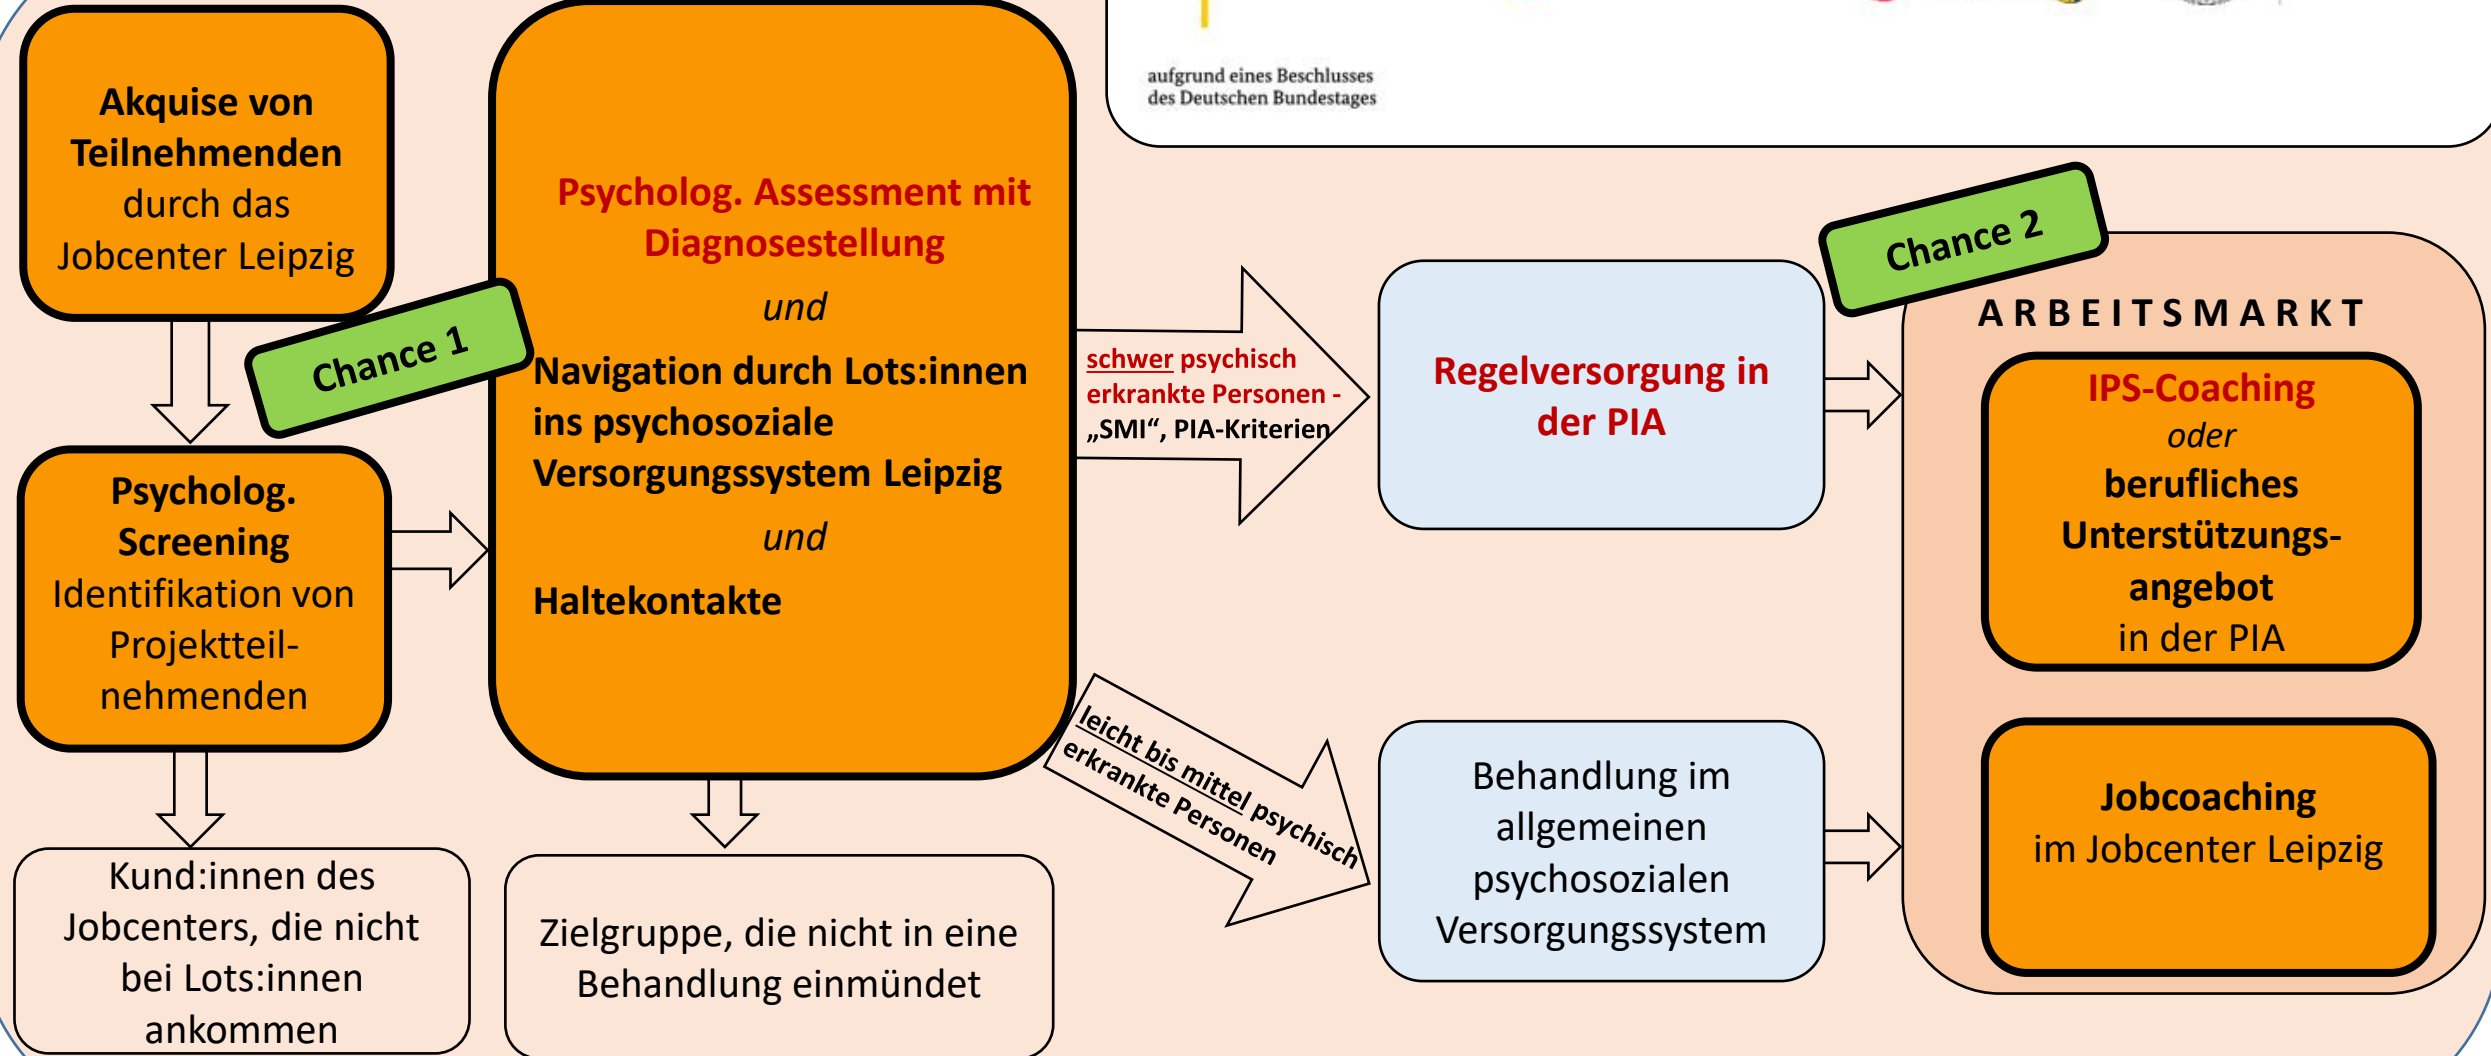 aufgrund eines Beschlusses
des Deutschen Bundestages
Akquise von
Teilnehmenden
durch das
Jobcenter Leipzig
Chance 1
Psycholog.
Screening
Identifikation von
Projektteil-
nehmenden
Kund:innen des
Jobcenters, die nicht
bei Lots:innen
ankommen
Psycholog. Assessment mit
Diagnosestellung
und
Navigation durch Lots:innen
ins psychosoziale
Versorgungssystem Leipzig
und
Haltekontakte
Zielgruppe, die nicht in eine
Behandlung einmündet
schwer psychisch
erkrankte Personen -
„SMI“, PIA-Kriterien
leicht bis mittel psychisch
erkrankte Personen
Regelversorgung in
der PIA
Behandlung im
allgemeinen
psychosozialen
Versorgungssystem
Chance 2
ARBEITSMARKT
IPS-Coaching
oder
berufliches
Unterstützungs-
angebot
in der PIA
Jobcoaching
im Jobcenter Leipzig